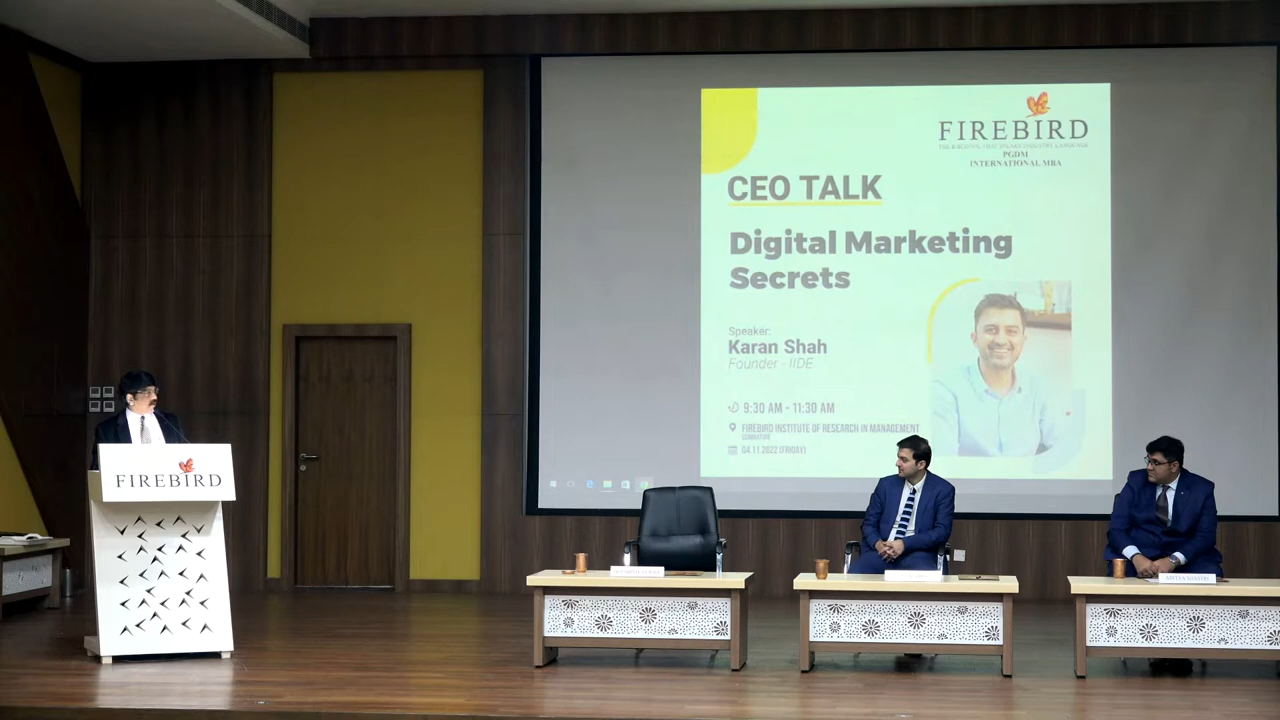 FIREBIRD
PGDM
INTERNATIONAL MBA
CEO TALK
Digital Marketing
Secrets
Speaker:
Karan Shah
Founder - IIDE
9:30 AM - 11:30 AM
FIREBIRD INSTITUTE OF RESEARCH IN MANAGEMENT
COIMBATORE
04.11.2022 (FRIDAY)
FIREBIRD